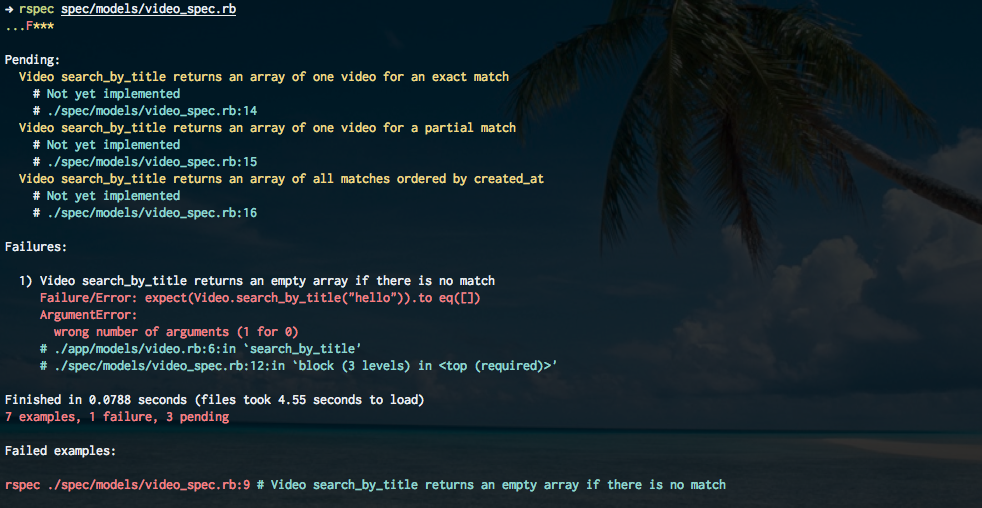 → rspec spec/models/video_spec.rb
...F***
Pending:
Video search_by_title returns an array of one video for an exact match
# Not yet implemented
# ./spec/models/video_spec.rb:14
Video search_by_title returns an array of one video for a partial match
# Not yet implemented
# ./spec/models/video_spec.rb:15
Video search_by_title returns an array of all matches ordered by created_at
# Not yet implemented
# ./spec/models/video_spec.rb:16
Failures:
1) Video search_by_title returns an empty array if there is no match
Failure/Error: expect(Video.search_by_title("hello")).to eq([])
ArgumentError:
wrong number of arguments (1 for 0)
# ./app/models/video.rb:6:in `search_by_title'
# ./spec/models/video_spec.rb:12:in `block (3 levels) in <top (required)>'
Finished in 0.0788 seconds (files took 4.55 seconds to load)
7 examples, 1 failure, 3 pending
Failed examples:
rspec ./spec/models/video_spec.rb:9 # Video search_by_title returns an empty array if there is no match